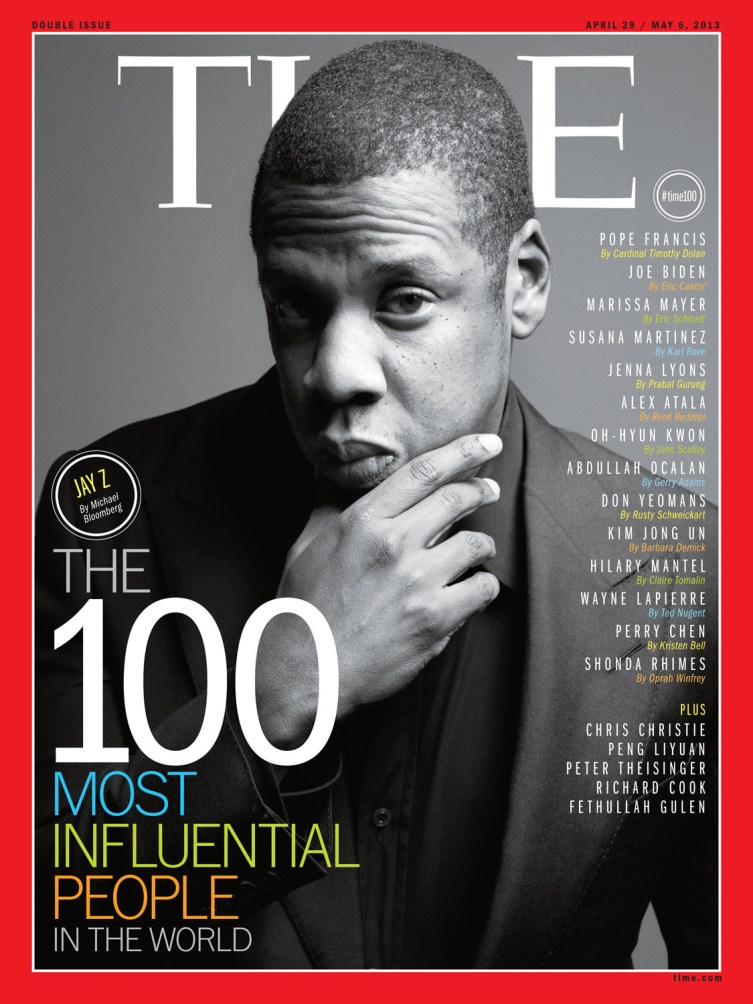 DOUBLE ISSUE
APRIL 29 / MAY 6, 2013
TIME
#time100
POPE FRANCIS
By Cardinal Timothy Dolan
JOE BIDEN
By Eric Cantor
MARISSA MAYER
By Eric Schmidt
SUSANA MARTINEZ
By Karl Rove
JENNA LYONS
By Prabal Gurung
ALEX ATALA
By René Redzepi
OH-HYUN KWON
By John Sculley
ABDULLAH OCALAN
By Gerry Adams
DON YEOMANS
By Rusty Schweickart
KIM JONG UN
By Barbara Demick
HILARY MANTEL
By Claire Tomalin
WAYNE LAPIERRE
By Ted Nugent
PERRY CHEN
By Kristen Bell
SHONDA RHIMES
By Oprah Winfrey
PLUS
CHRIS CHRISTIE
PENG LIYUAN
PETER THEISINGER
RICHARD COOK
FETHULLAH GULEN
JAY Z
By Michael
Bloomberg
THE
100
MOST
INFLUENTIAL
PEOPLE
IN THE WORLD
time.com